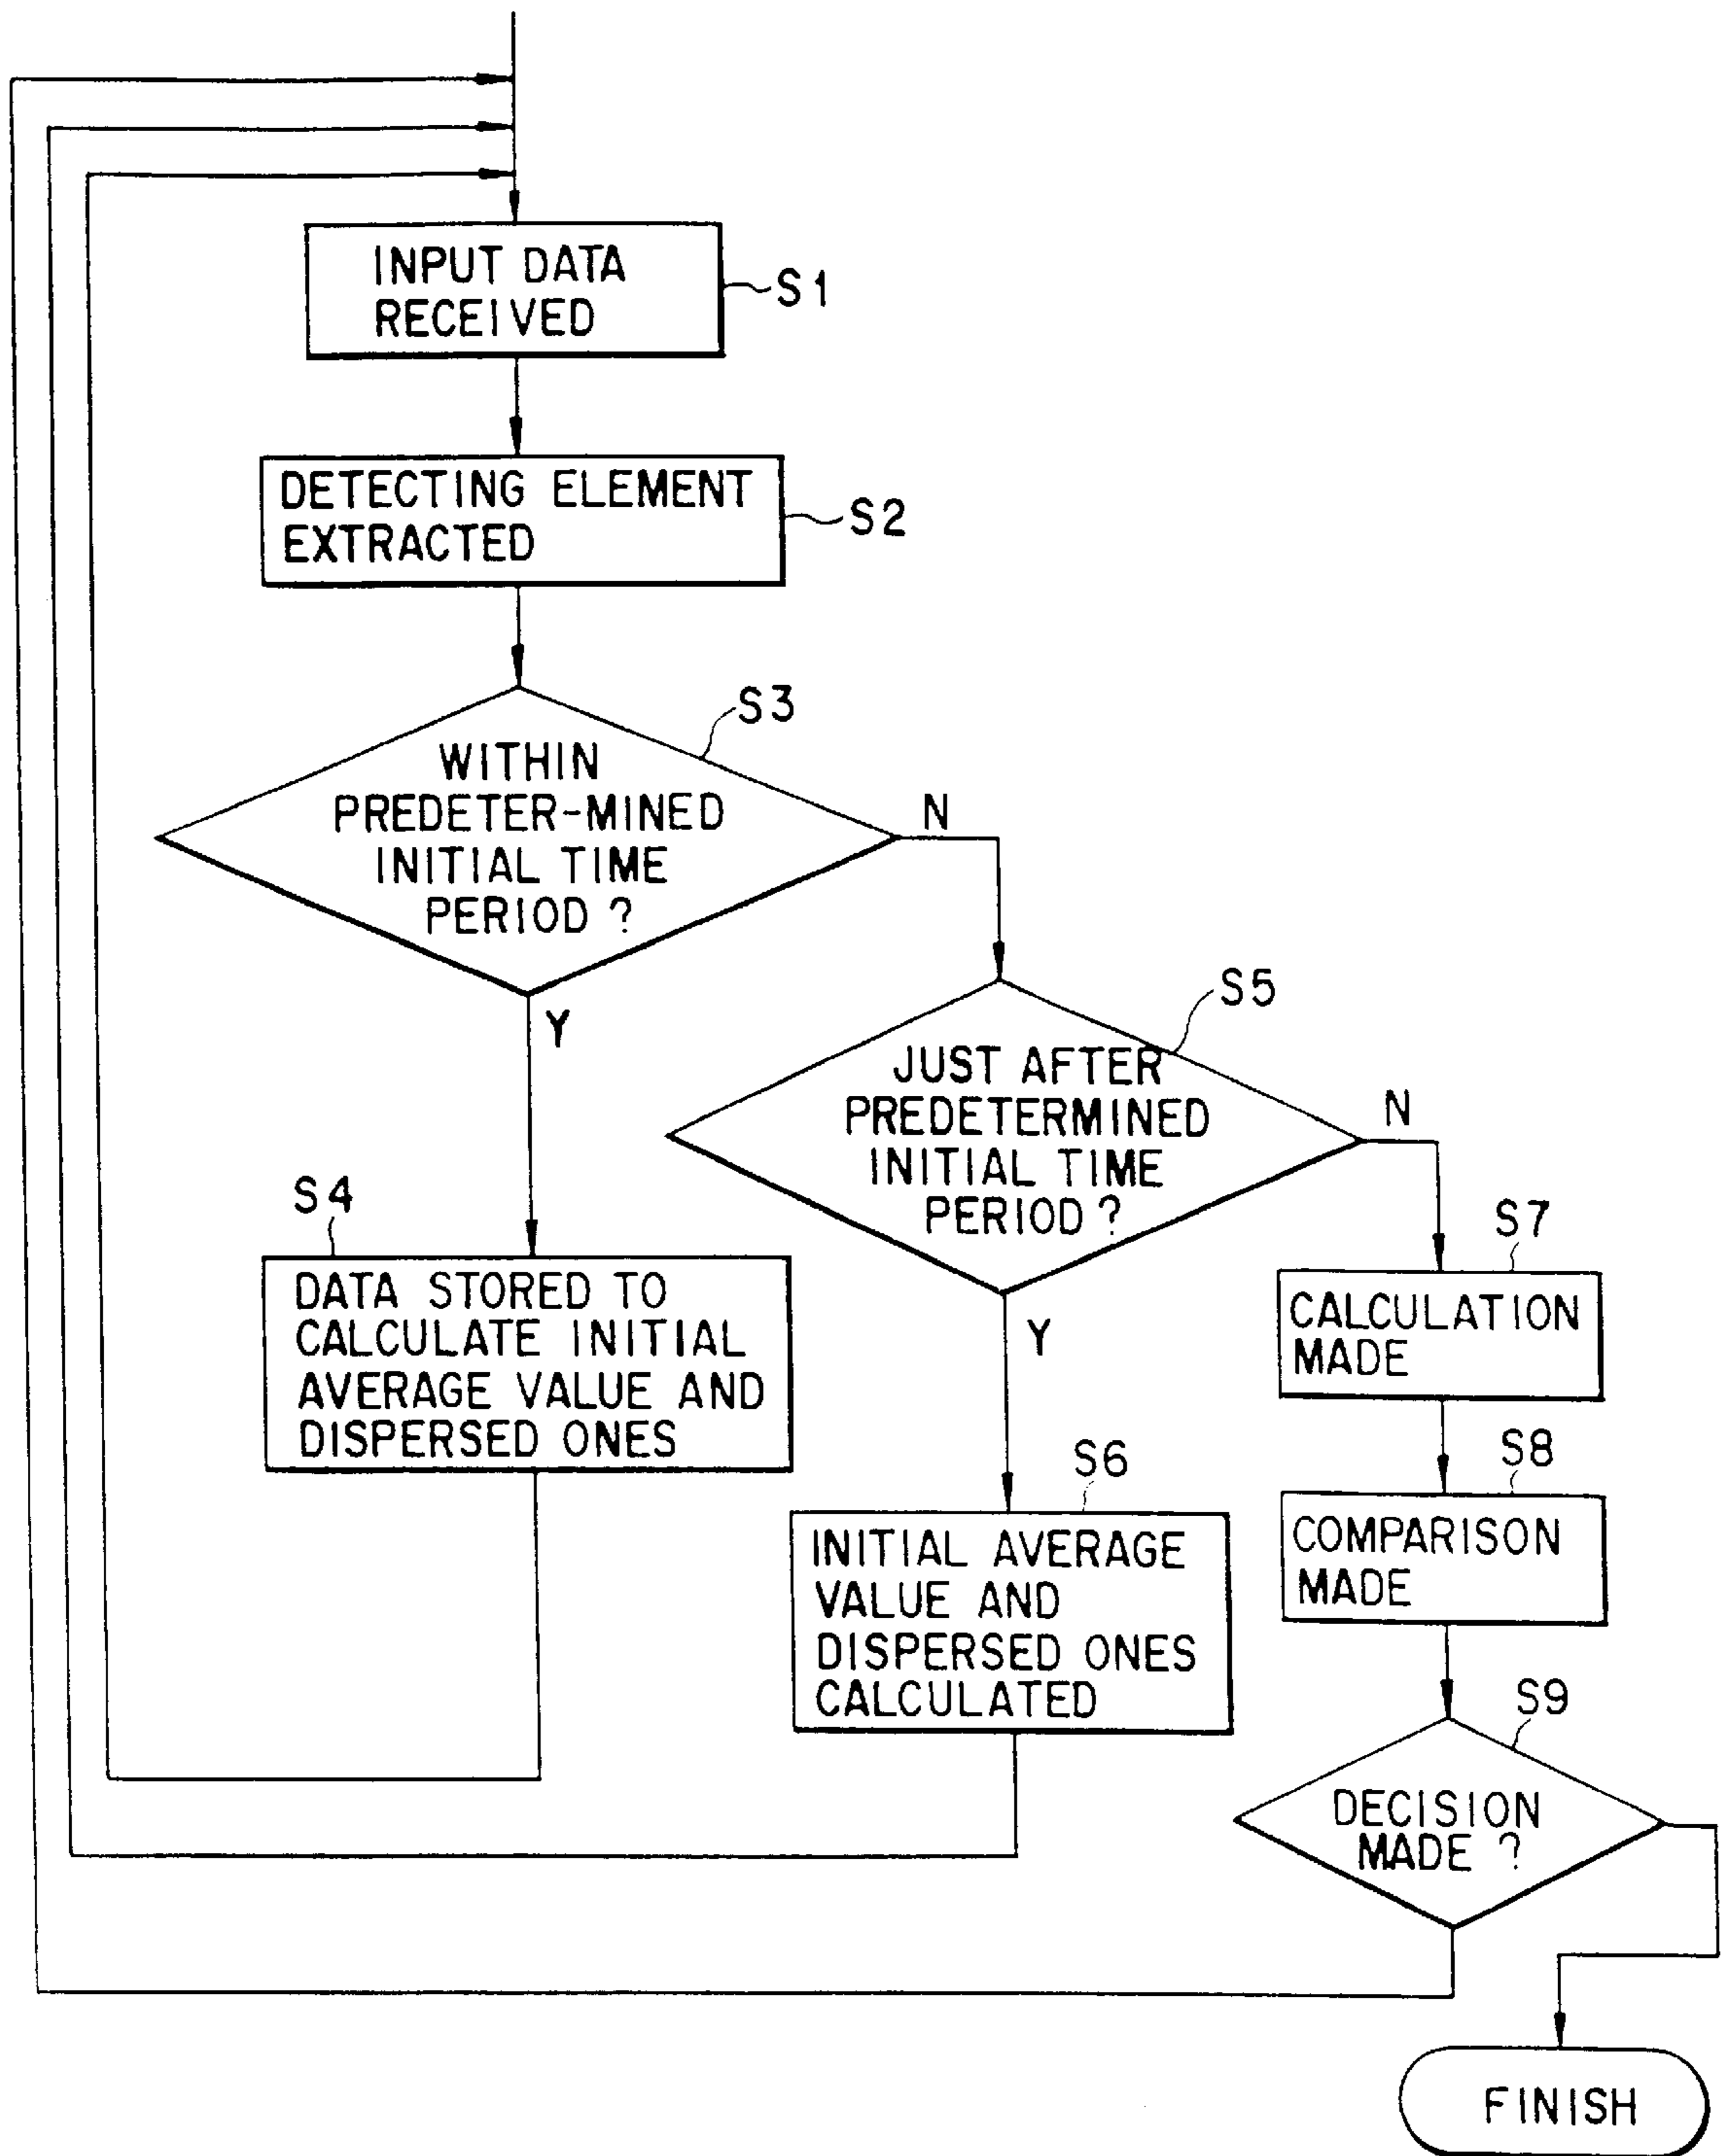 INPUT DATA
RECEIVED
S1
DETECTING ELEMENT
EXTRACTED
S2
S3
WITHIN
PREDETER-MINED
INITIAL TIME
PERIOD ?
N
Y
S5
JUST AFTER
PREDETERMINED
INITIAL TIME
PERIOD ?
N
Y
S4
DATA STORED TO
CALCULATE INITIAL
AVERAGE VALUE AND
DISPERSED ONES
S7
CALCULATION
MADE
S6
INITIAL AVERAGE
VALUE AND
DISPERSED ONES
CALCULATED
S8
COMPARISON
MADE
S9
DECISION
MADE ?
FINISH